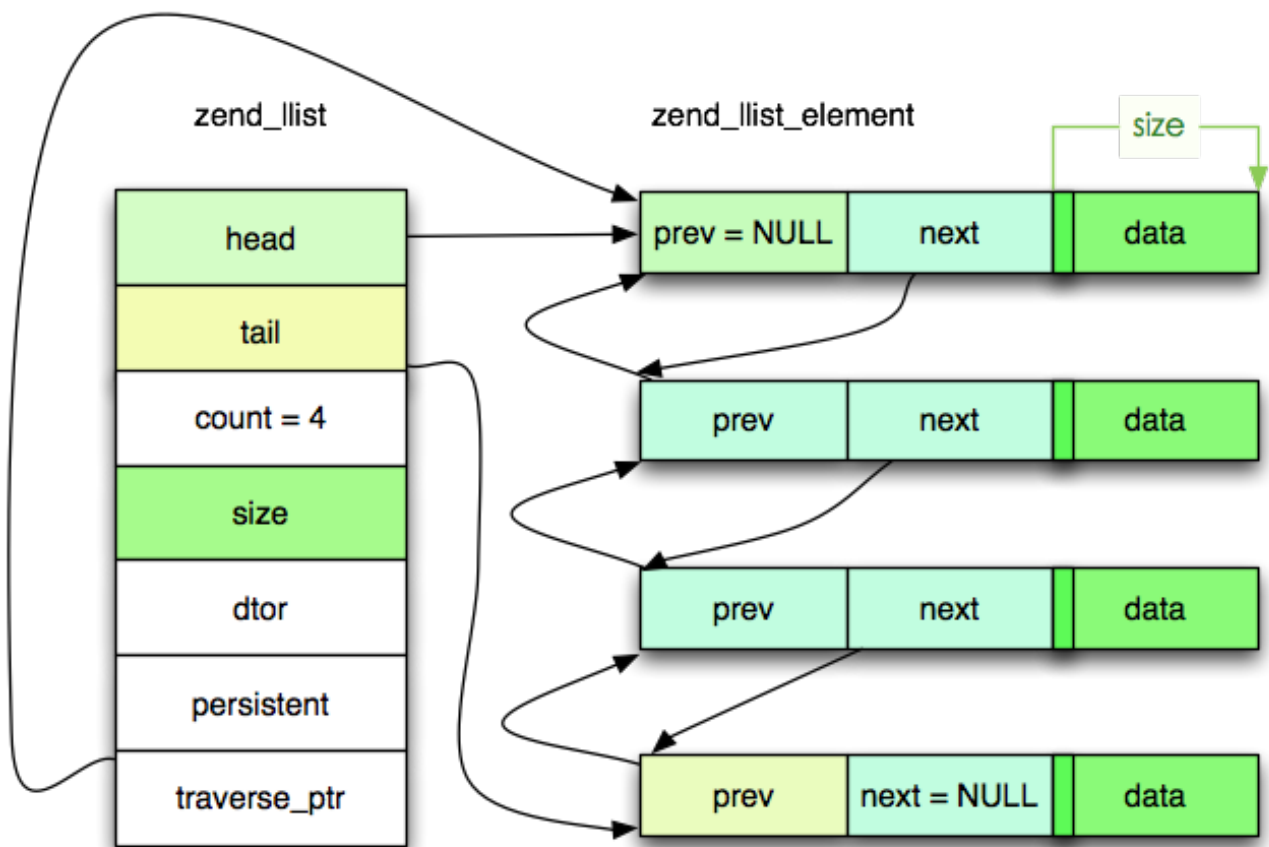 zend_llist
zend_llist_element
size
head
prev = NULL
next
data
tail
count = 4
prev
next
data
size
dtor
prev
next
data
persistent
traverse_ptr
prev
next = NULL
data